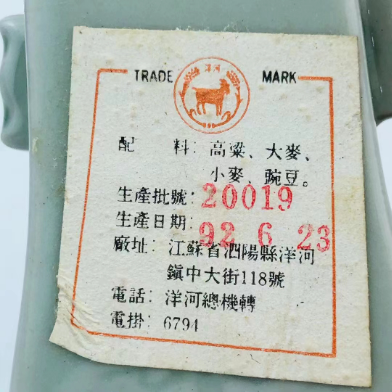 TRADE MARK
配 料: 高粱、大麥、
小麥、豌豆。
生產批號: 20019
生產日期: 92 6 23
廠址: 江蘇省泗陽縣洋河
鎮中大街118號
電話: 洋河總機轉
電掛: 6794